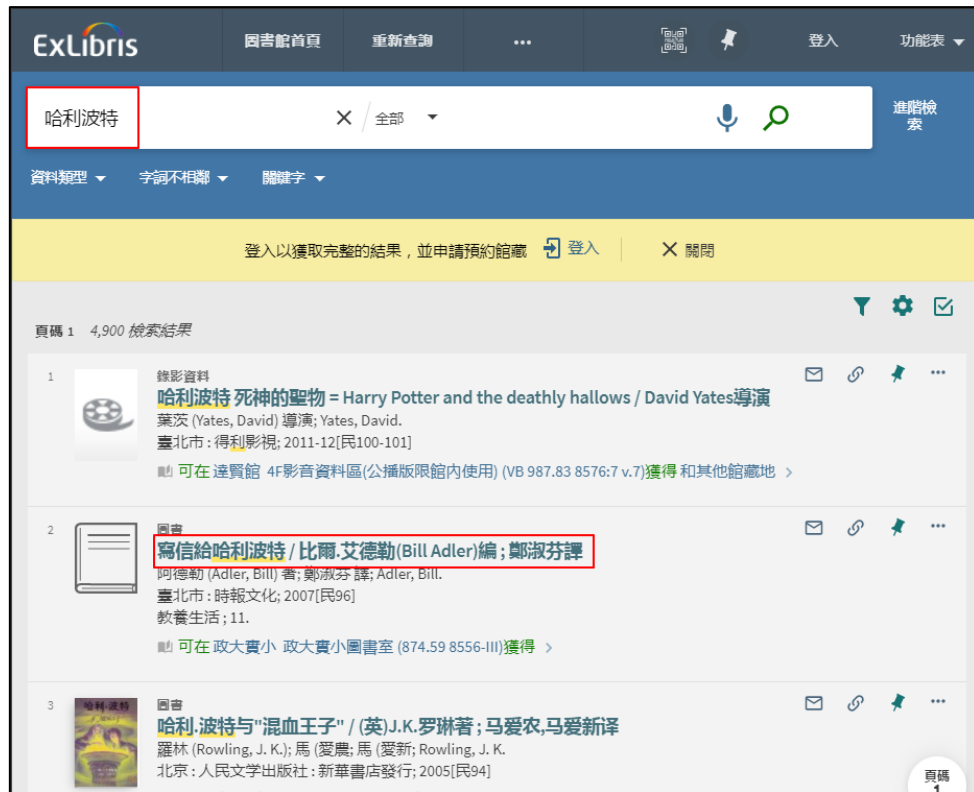 ExLibris 圖書館首頁 重新查詢 ... 登入 功能表
哈利波特 全部 進階檢索
資料類型 字詞不相鄰 關鍵字
登入以獲取完整的結果，並申請預約館藏 登入 關閉
頁碼 1 4,900 檢索結果
1 錄影資料
哈利波特 死神的聖物 = Harry Potter and the deathly hallows / David Yates導演
葉茨 (Yates, David) 導演; Yates, David.
臺北市 : 得利影視; 2011-12[民100-101]
可在 達賢館 4F影音資料區(公播版限館內使用) (VB 987.83 8576:7 v.7)獲得 和其他館藏地
2 圖書
寫信給哈利波特 / 比爾.艾德勒(Bill Adler)編 ; 鄭淑芬譯
阿德勒 (Adler, Bill) 著; 鄭淑芬 譯; Adler, Bill.
臺北市 : 時報文化; 2007[民96]
教養生活 ; 11.
可在 政大實小 政大實小圖書室 (874.59 8556-III)獲得
3 圖書
哈利.波特与"混血王子" / (英)J.K.罗琳著 ; 马爱农,马爱新译
羅林 (Rowling, J. K.); 馬 (愛農; 馬 (愛新; Rowling, J. K.
北京 : 人民文学出版社 : 新華書店發行; 2005[民94]
頁碼
1